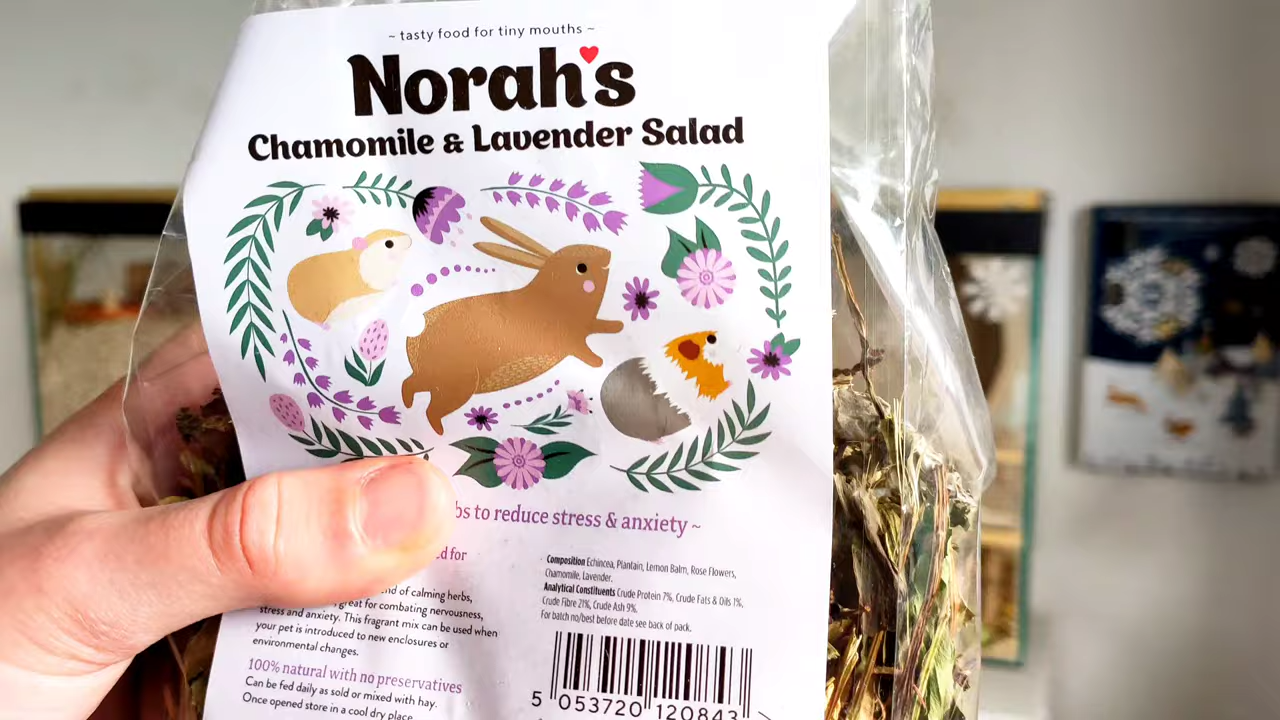 ~ tasty food for tiny mouths ~
Norah's
Chamomile & Lavender Salad
to reduce stress & anxiety ~
for
of calming herbs,
great for combating nervousness,
stress and anxiety. This fragrant mix can be used when
your pet is introduced to new enclosures or
environmental changes.
100% natural with no preservatives
Can be fed daily as sold or mixed with hay.
Once opened store in a cool dry place
Composition Echincea, Plantain, Lemon Balm, Rose Flowers,
Chamomile, Lavender.
Analytical Constituents Crude Protein 7%, Crude Fats & Oils 1%,
Crude Fibre 21%, Crude Ash 9%.
For batch no/best before date see back of pack.
5 053720 120843